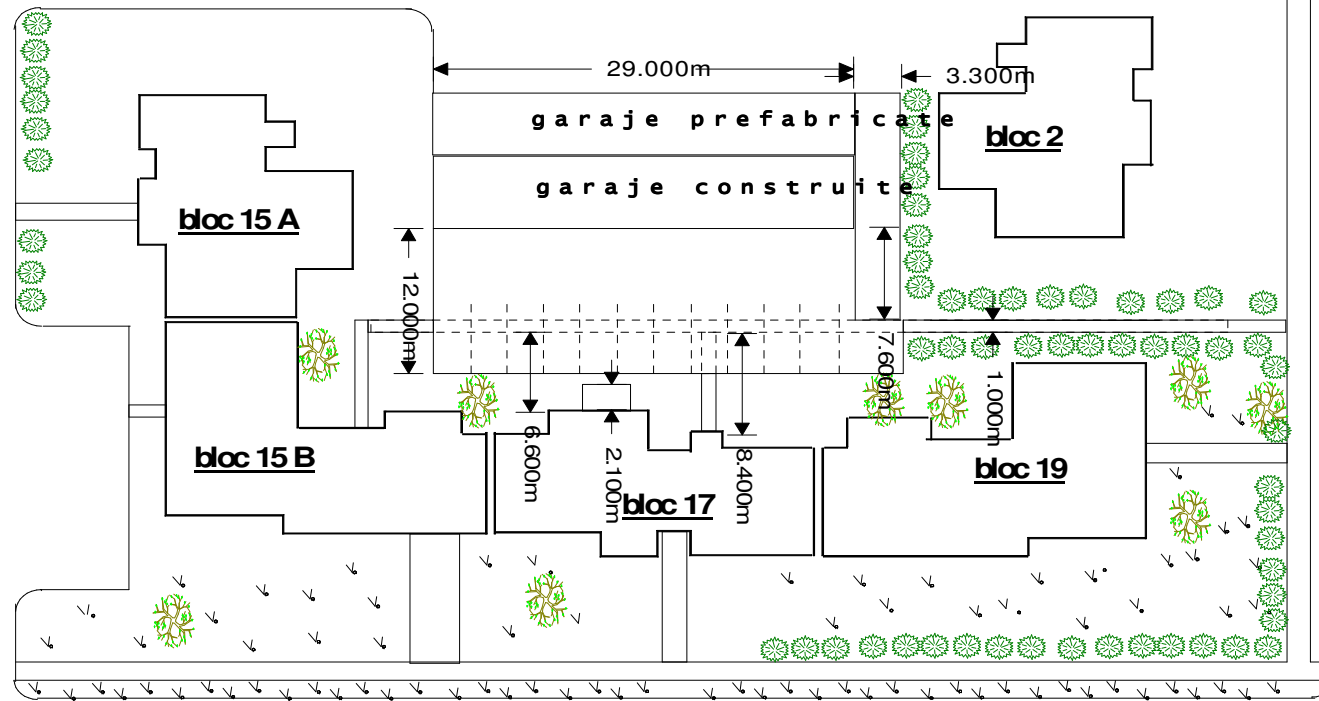 29.000m
3.300m
garaje prefabricate
bloc 2
garaje construite
bloc 15 A
12.000m
7.600m
1.000m
6.600m
2.100m
8.400m
bloc 15 B
bloc 17
bloc 19